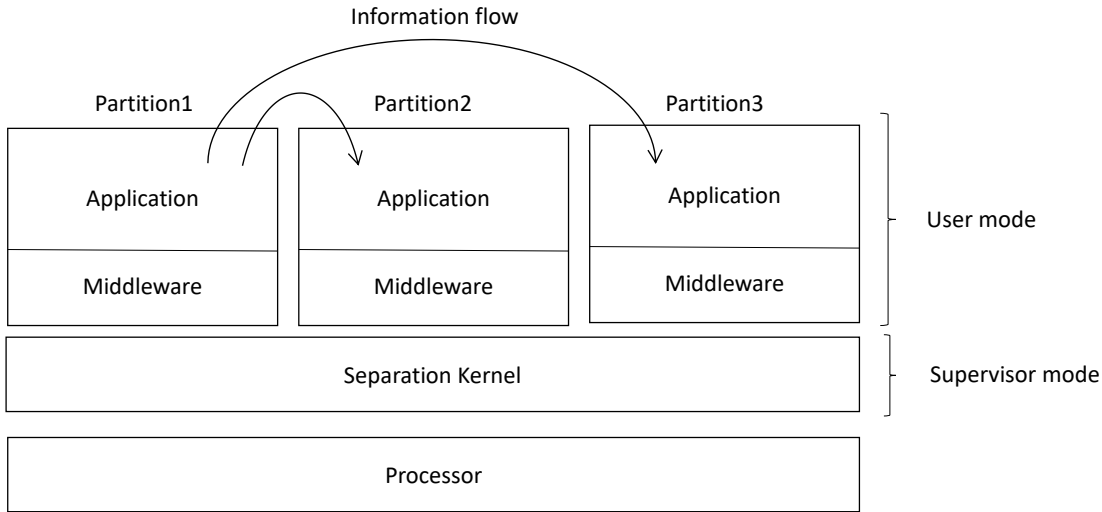 Information flow
Partition1
Partition2
Partition3
Application
Application
Application
User mode
Middleware
Middleware
Middleware
Separation Kernel
Supervisor mode
Processor